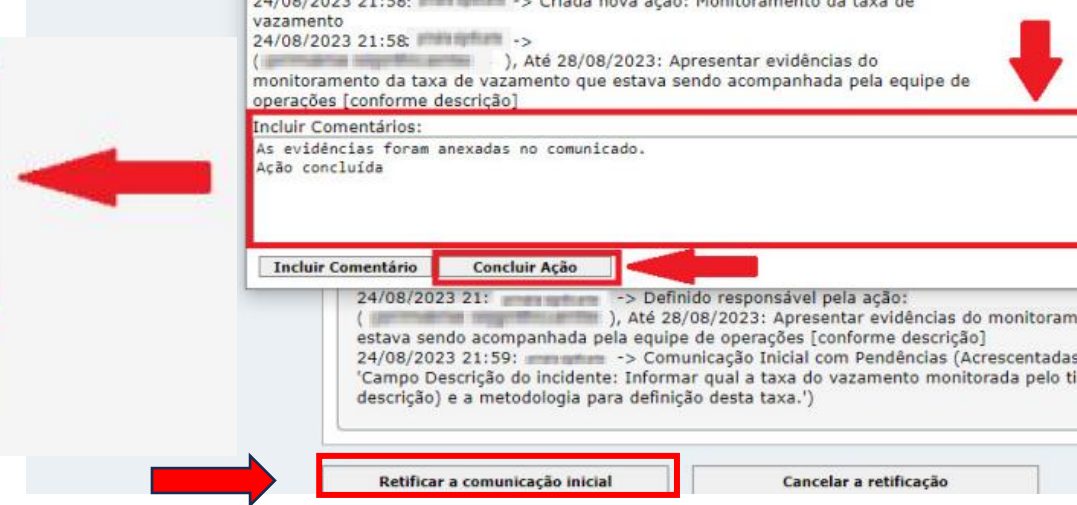 24/08/2023 21:58: -> Criada nova ação: Monitoramento da taxa de
vazamento
24/08/2023 21:58: ->
( ), Até 28/08/2023: Apresentar evidências do
monitoramento da taxa de vazamento que estava sendo acompanhada pela equipe de
operações [conforme descrição]
Incluir Comentários:
As evidências foram anexadas no comunicado.
Ação concluída
Incluir Comentário Concluir Ação
24/08/2023 21: -> Definido responsável pela ação:
( ), Até 28/08/2023: Apresentar evidências do monitoram
estava sendo acompanhada pela equipe de operações [conforme descrição]
24/08/2023 21:59: -> Comunicação Inicial com Pendências (Acrescentadas
'Campo Descrição do incidente: Informar qual a taxa do vazamento monitorada pelo ti
descrição) e a metodologia para definição desta taxa.')
Retificar a comunicação inicial Cancelar a retificação